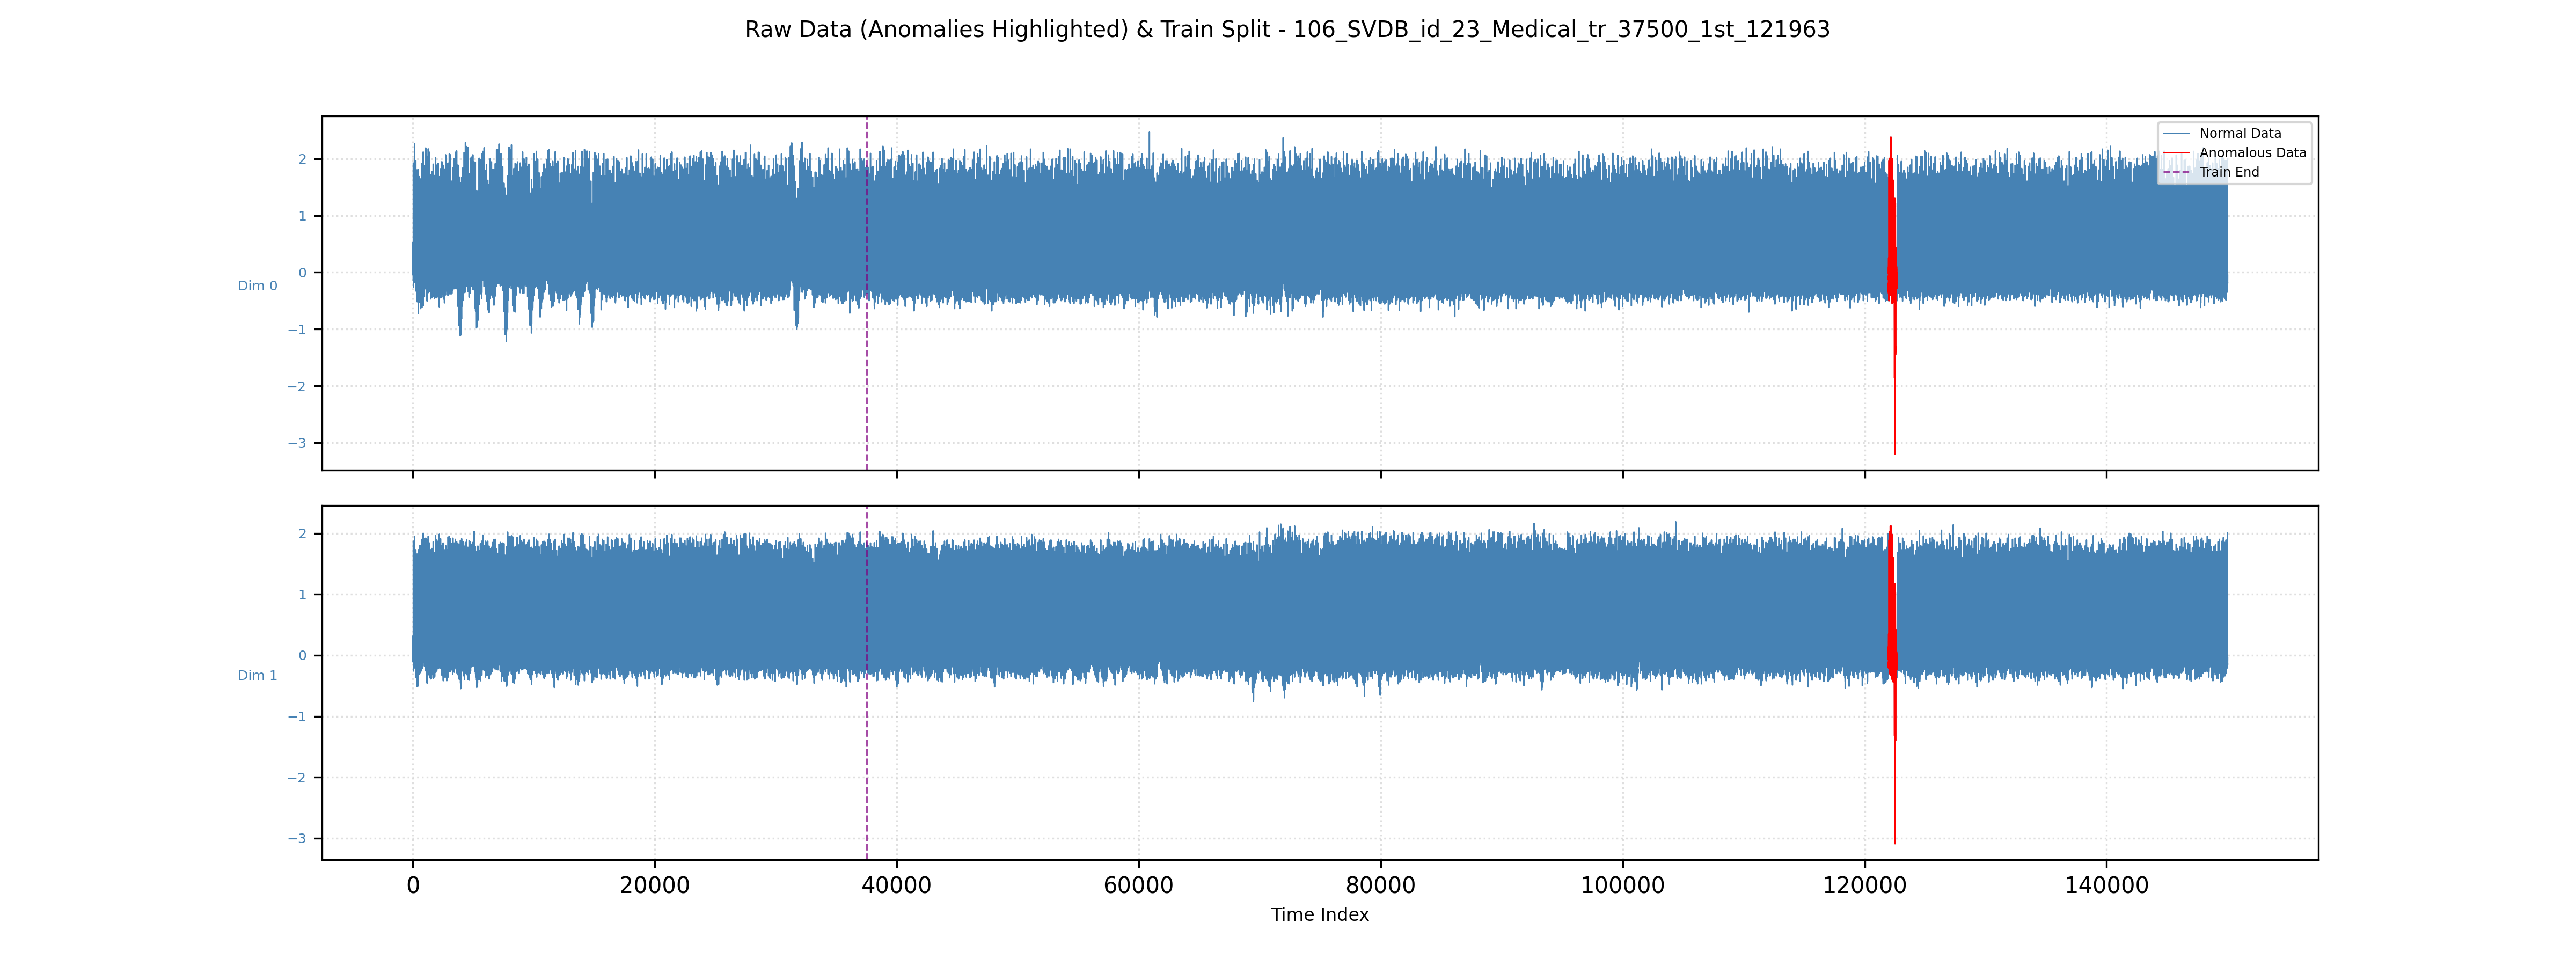 Raw Data (Anomalies Highlighted) & Train Split - 106_SVDB_id_23_Medical_tr_37500_1st_121963
Normal Data
Anomalous Data
Train End
2
1
0
−1
−2
−3
Dim 0
2
1
0
−1
−2
−3
Dim 1
0 20000 40000 60000 80000 100000 120000 140000
Time Index